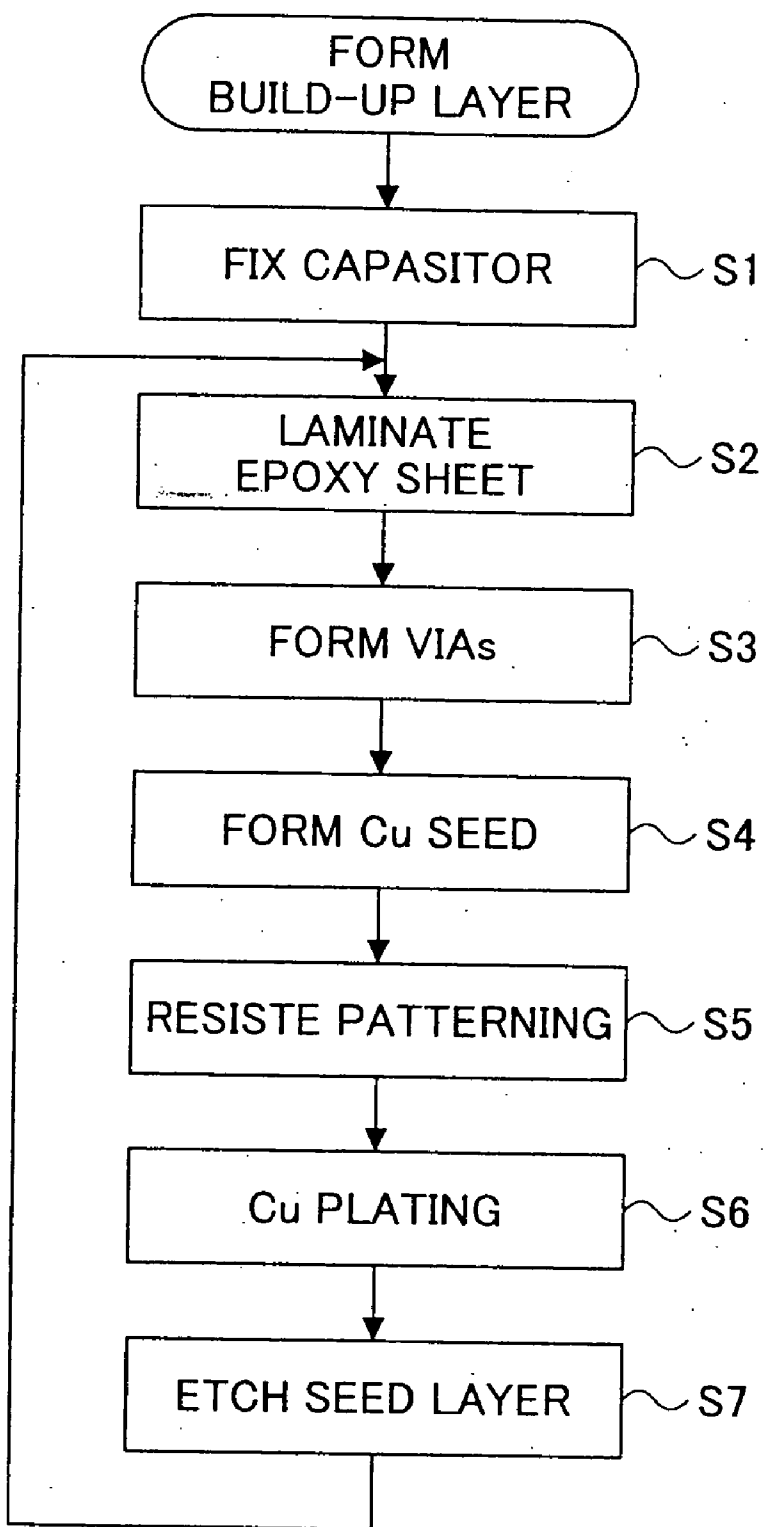 FORM
BUILD-UP LAYER
FIX CAPASITOR
S1
LAMINATE
EPOXY SHEET
S2
FORM VIAs
S3
FORM Cu SEED
S4
RESISTE PATTERNING
S5
Cu PLATING
S6
ETCH SEED LAYER
S7